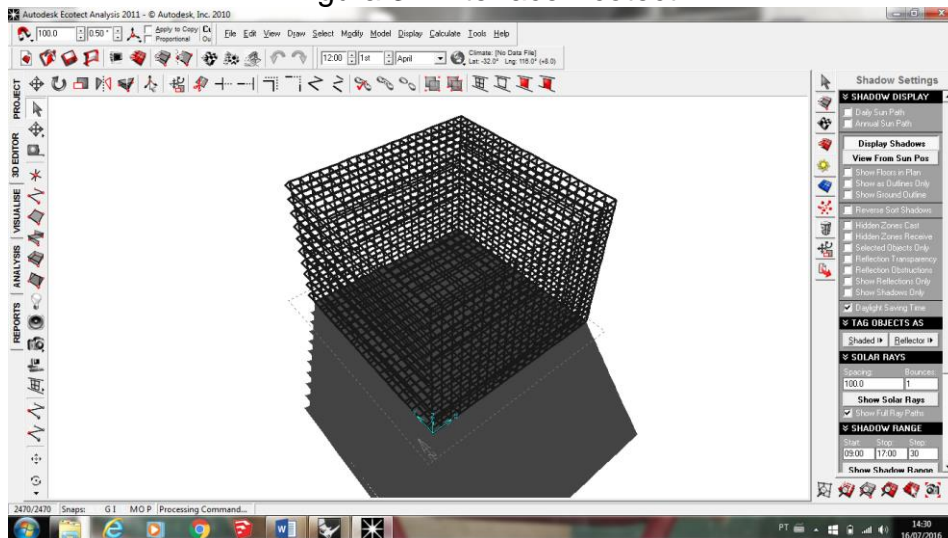 Autodesk Ecotect Analysis 2011 - © Autodesk, Inc. 2010
100.0
0.50°
Apply to Copy
Proportional
File Edit View Draw Select Modify Model Display Calculate Tools Help
12:00
1st
April
Climate: [No Data File]
Lat: -32.0° Lng: 116.0° (+8.0)
PROJECT
3D EDITOR
VISUALISE
ANALYSIS
REPORTS
Shadow Settings
SHADOW DISPLAY
Daily Sun Path
Annual Sun Path
Display Shadows
View From Sun Pos
Show Floors in Plan
Show as Outlines Only
Show Ground Outline
Reverse Sort Shadows
Hidden Zones Cast
Hidden Zones Receive
Selected Objects Only
Reflection Transparency
Reflection Obstructions
Show Reflections Only
Show Shadows Only
Daylight Saving Time
TAG OBJECTS AS
Shaded
Reflector
SOLAR RAYS
Spacing: Bounces:
100.0 1
Show Solar Rays
Show Full Ray Paths
SHADOW RANGE
Start: Stop: Step:
09:00 17:00 30
Show Shadow Range
2470/2470 Snaps: G I M O P Processing Command...
PT
14:30
16/07/2016